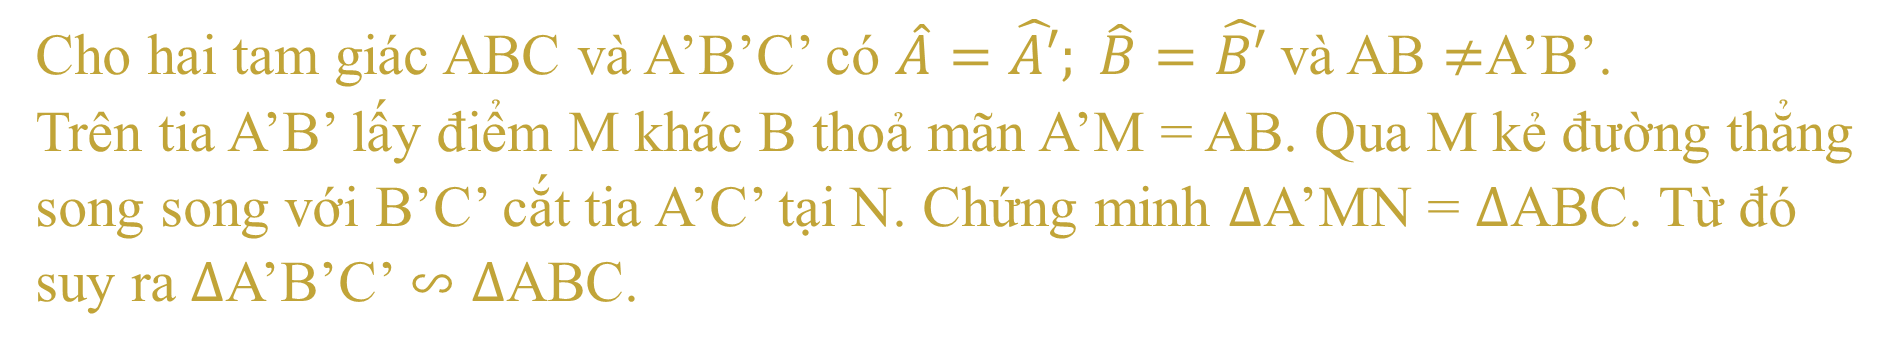 Cho hai tam giác ABC và A’B’C’ có Â = Â′; B̂ = B̂′ và AB ≠A’B’.
Trên tia A’B’ lấy điểm M khác B thoả mãn A’M = AB. Qua M kẻ đường thẳng
song song với B’C’ cắt tia A’C’ tại N. Chứng minh ΔA’MN = ΔABC. Từ đó
suy ra ΔA’B’C’ ∽ ΔABC.